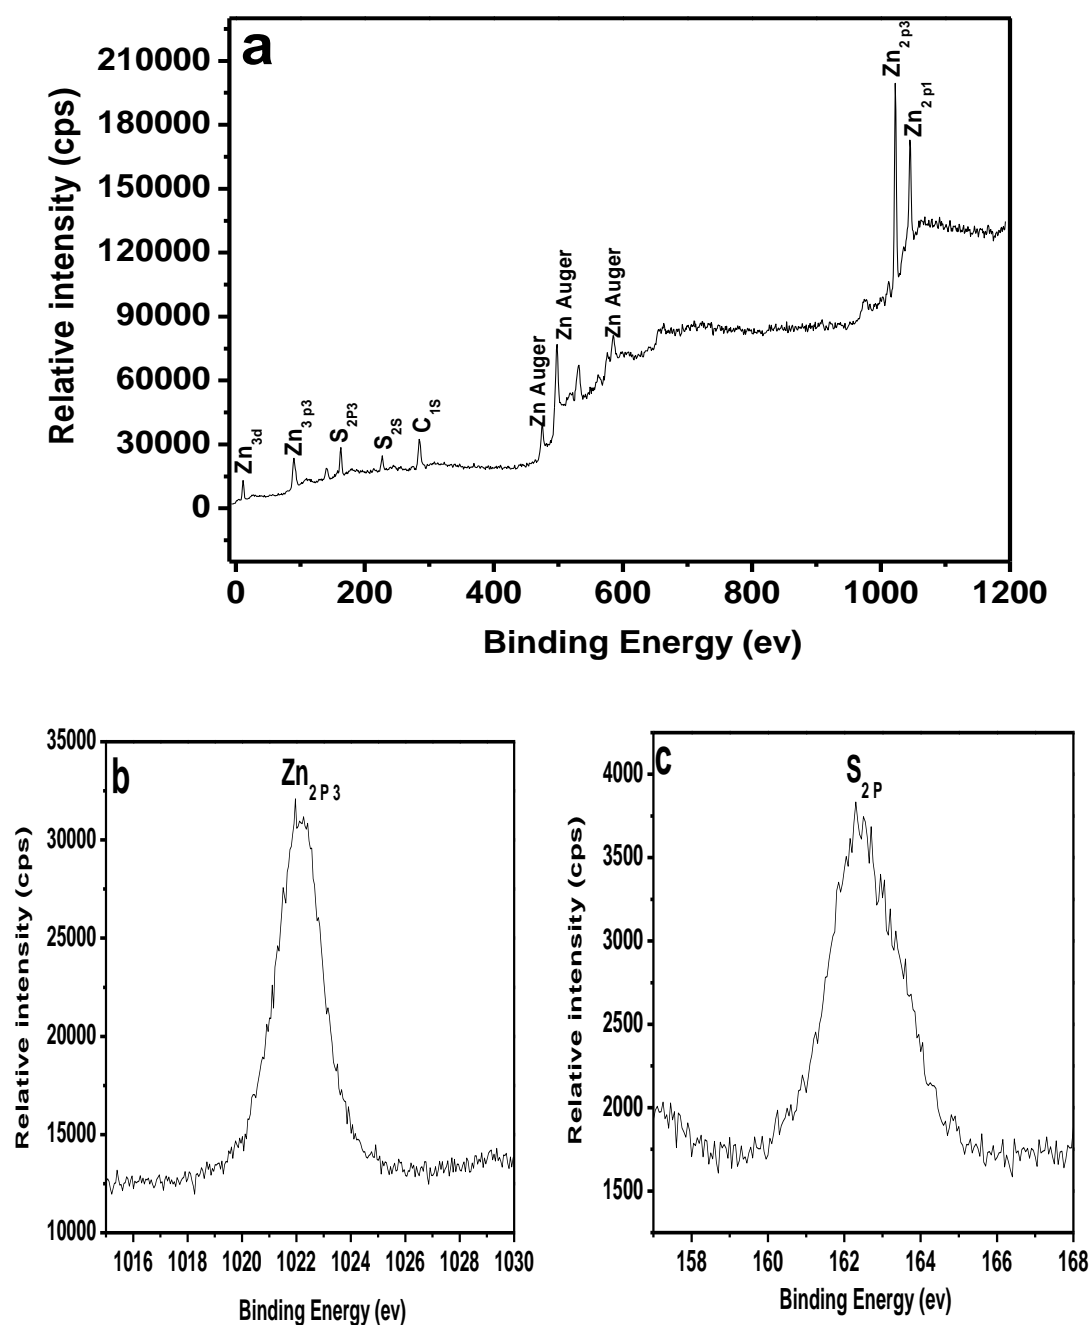 a
Relative intensity (cps)
210000
180000
150000
120000
90000
60000
30000
0
Zn3d
Zn3 p3
S2P3
S2S
C1S
Zn Auger
Zn Auger
Zn Auger
Zn2 p3
Zn2 p1
0 200 400 600 800 1000 1200
Binding Energy (ev)
b
Zn2 P 3
Relative intensity (cps)
35000
30000
25000
20000
15000
10000
1016 1018 1020 1022 1024 1026 1028 1030
Binding Energy (ev)
c
S2 P
Relative intensity (cps)
4000
3500
3000
2500
2000
1500
158 160 162 164 166 168
Binding Energy (ev)